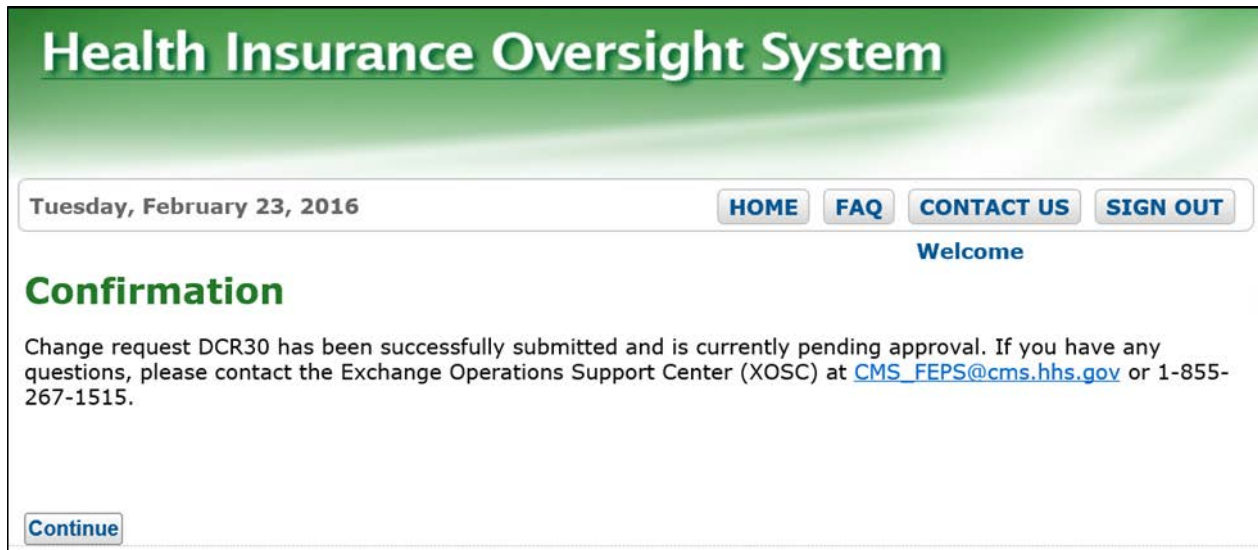 Health Insurance Oversight System
Tuesday, February 23, 2016 HOME FAQ CONTACT US SIGN OUT
Welcome
Confirmation
Change request DCR30 has been successfully submitted and is currently pending approval. If you have any
questions, please contact the Exchange Operations Support Center (XOSC) at CMS_FEPS@cms.hhs.gov or 1-855-
267-1515.
Continue